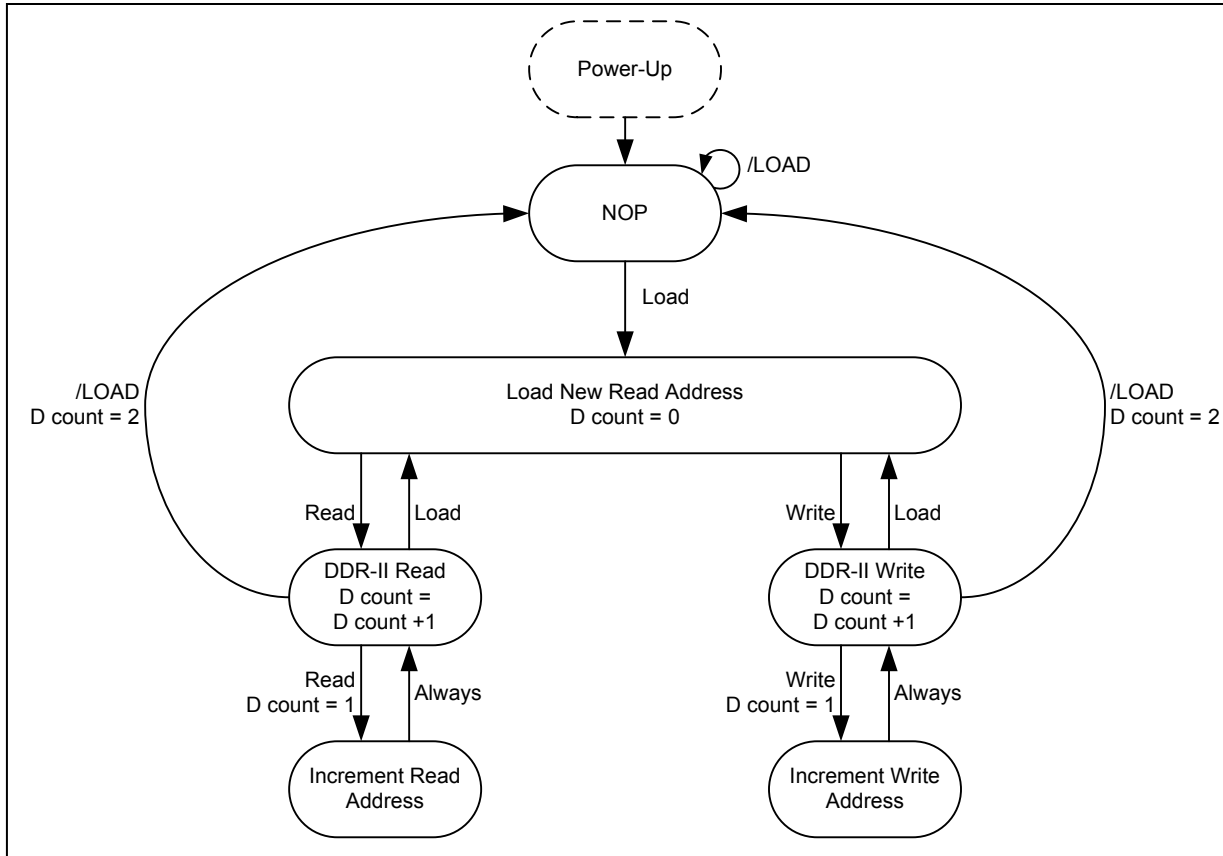 Power-Up
/LOAD
NOP
Load
/LOAD
D count = 2
Load New Read Address
D count = 0
/LOAD
D count = 2
Read
Load
Write
Load
DDR-II Read
D count =
D count +1
DDR-II Write
D count =
D count +1
Read
D count = 1
Always
Write
D count = 1
Always
Increment Read
Address
Increment Write
Address